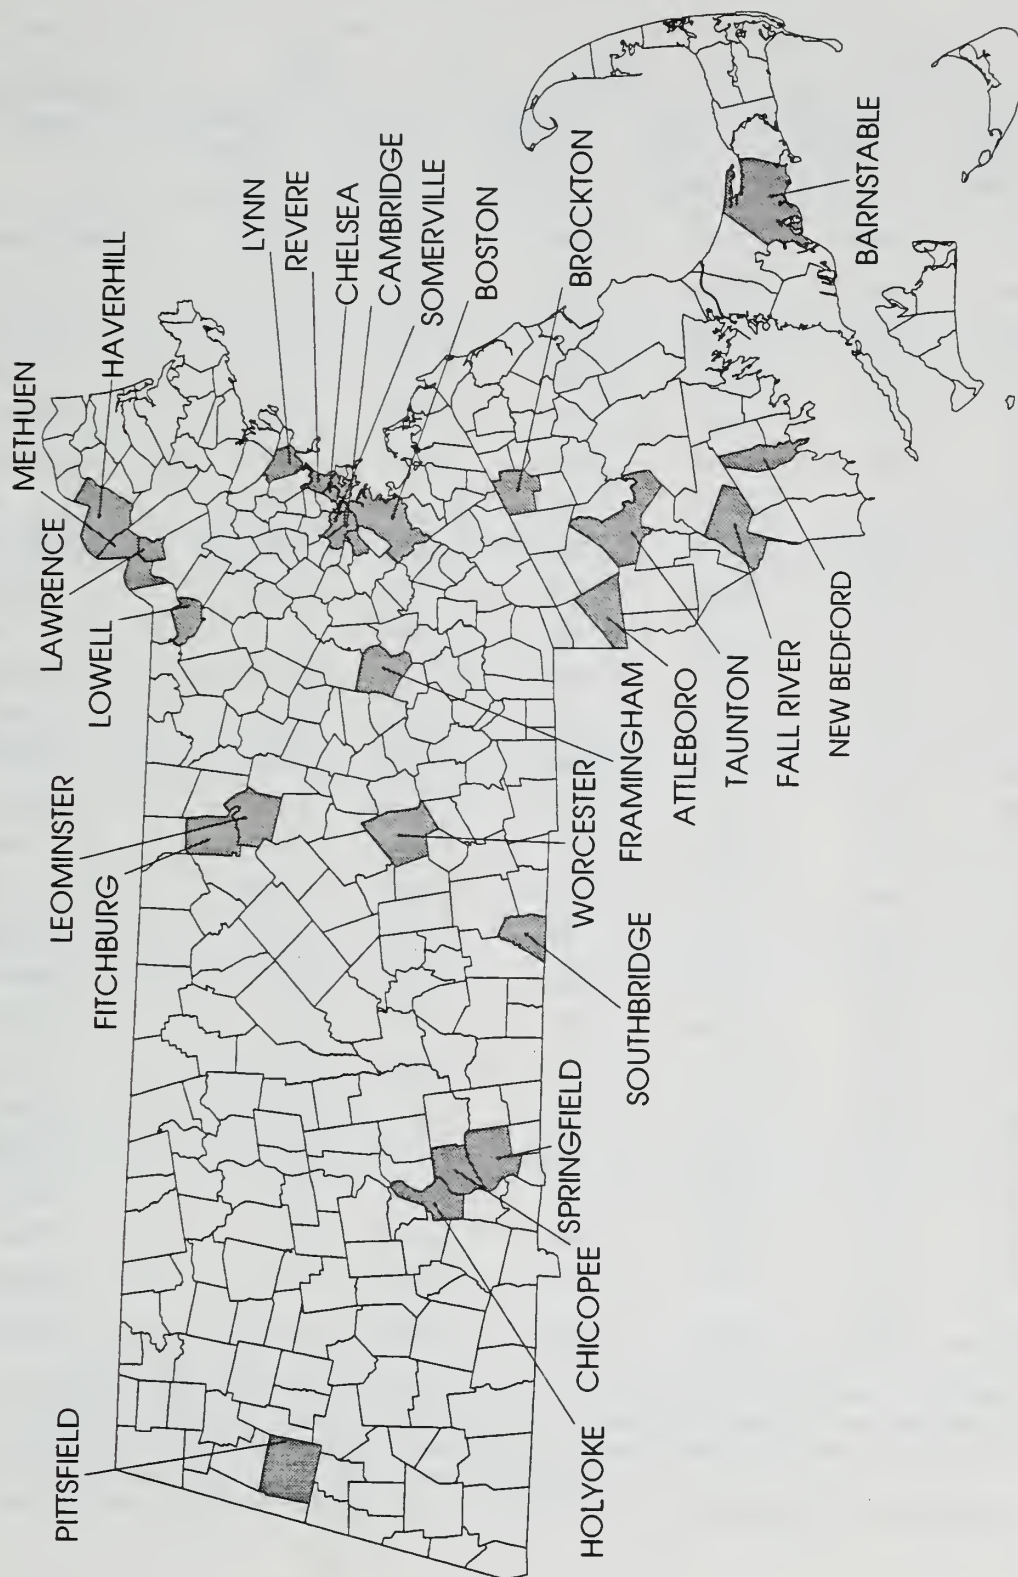 PITTSFIELD
FITCHBURG
LEOMINSTER
LOWELL
LAWRENCE
METHUEN
HAVERHILL
LYNN
REVERE
CHELSEA
CAMBRIDGE
SOMERVILLE
BOSTON
BROCKTON
BARNSTABLE
HOLYOKE
CHICOPEE
SPRINGFIELD
SOUTHBRIDGE
WORCESTER
FRAMINGHAM
ATTLEBORO
TAUNTON
FALL RIVER
NEW BEDFORD